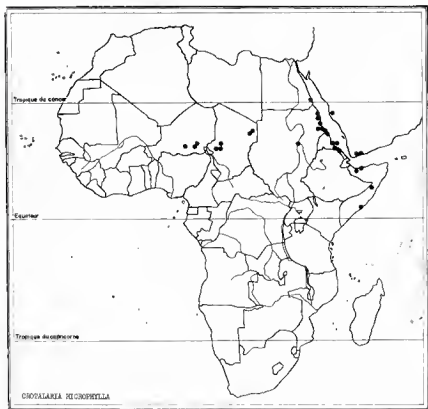 Tropique du cancer
Equateur
Tropique du capricorne
CROTALARIA MICROPHYLLA